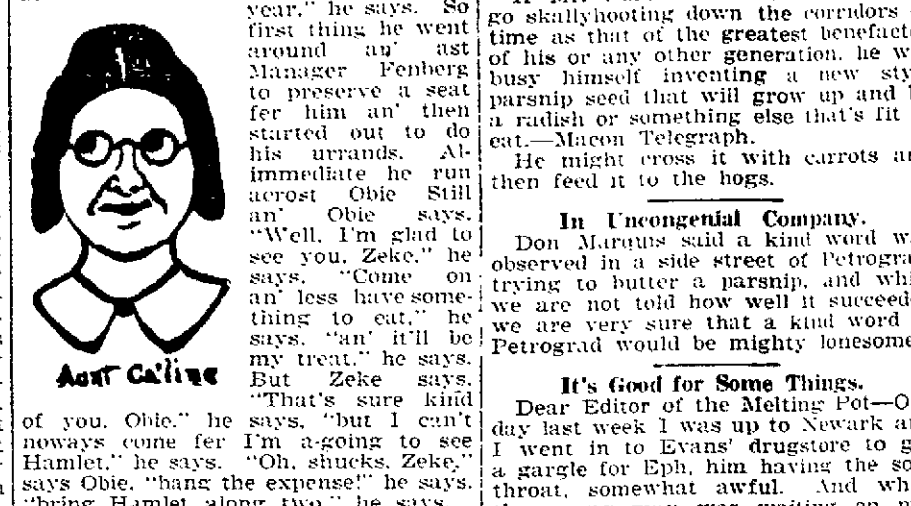 year," he says. So
first thing he went
around an' ast
Manager Fenberg
to preserve a seat
fer him an' then
started out to do
his urrands. Al-
immediate he run
acrost Obie Still
an' Obie says,
"Well, I'm glad to
see you, Zeke," he
says. "Come on
an' less have some-
thing to eat," he
says, "an' it'll be
my treat," he says.
But Zeke says,
"That's sure kind
of you, Obie," he says, "but I can't
noways come fer I'm a-going to see
Hamlet," he says. "Oh, shucks, Zeke,"
says Obie, "hang the expense!" he says.
"bring Hamlet along two," he says
Aunt Ca'line
go skallyhooting down the corridors
time as that of the greatest benefact
of his or any other generation, he w
busy himself inventing a new sty
parsnip seed that will grow up and
a radish or something else that's fit
eat.—Macon Telegraph.
He might cross it with carrots an
then feed it to the hogs.
In Uncongenial Company.
Don Marquis said a kind word w
observed in a side street of Petrogra
trying to butter a parsnip, and whi
we are not told how well it succeed
we are very sure that a kind word
Petrograd would be mighty lonesome
It's Good for Some Things.
Dear Editor of the Melting Pot—O
day last week I was up to Newark a
I went in to Evans' drugstore to g
a gargle for Eph, him having the so
throat, somewhat awful. And wh